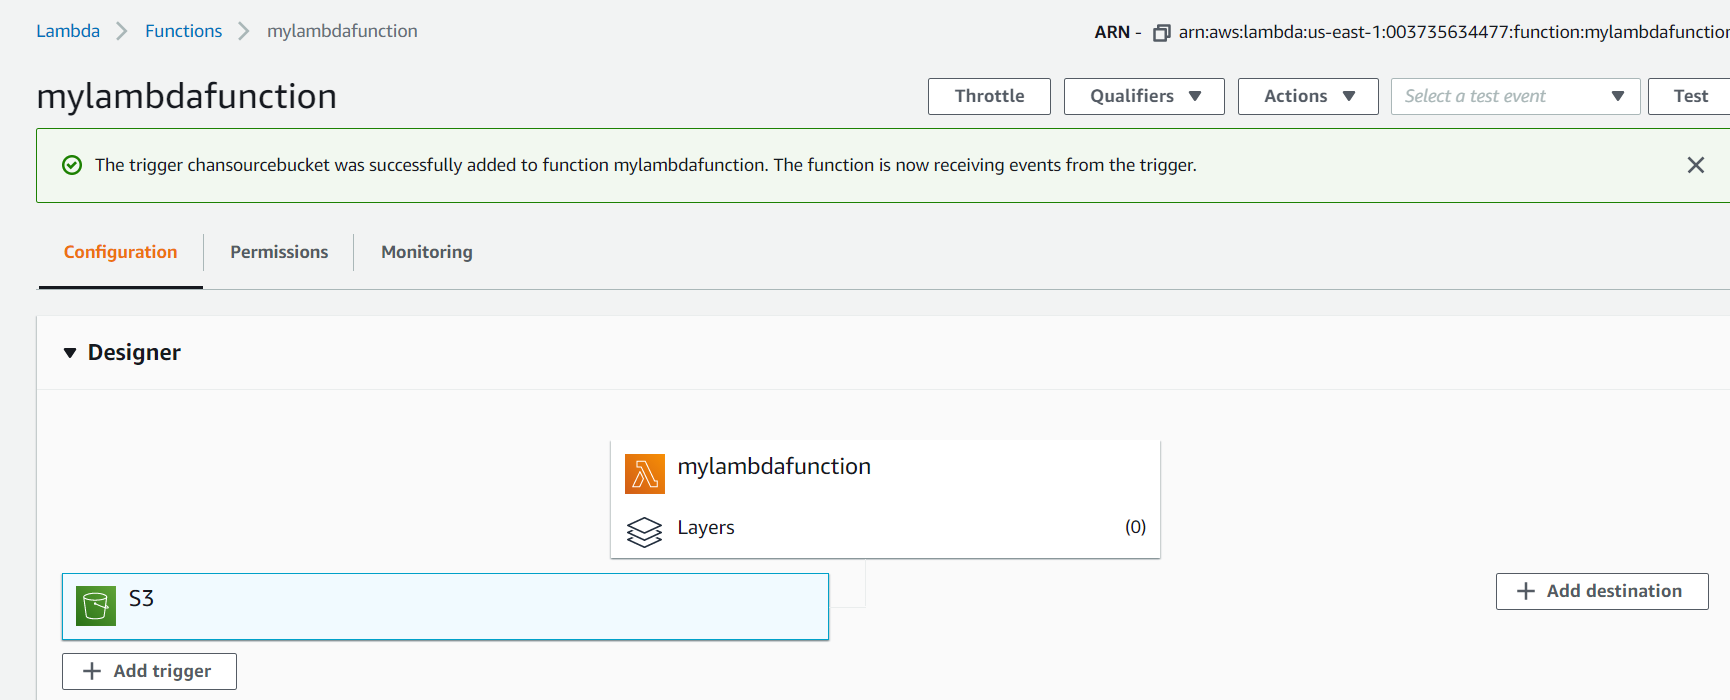 Lambda > Functions > mylambdafunction
ARN - arn:aws:lambda:us-east-1:003735634477:function:mylambdafunction
mylambdafunction
Throttle
Qualifiers
Actions
Select a test event
Test
The trigger chansourcebucket was successfully added to function mylambdafunction. The function is now receiving events from the trigger.
Configuration
Permissions
Monitoring
Designer
mylambdafunction
Layers (0)
S3
+ Add destination
+ Add trigger